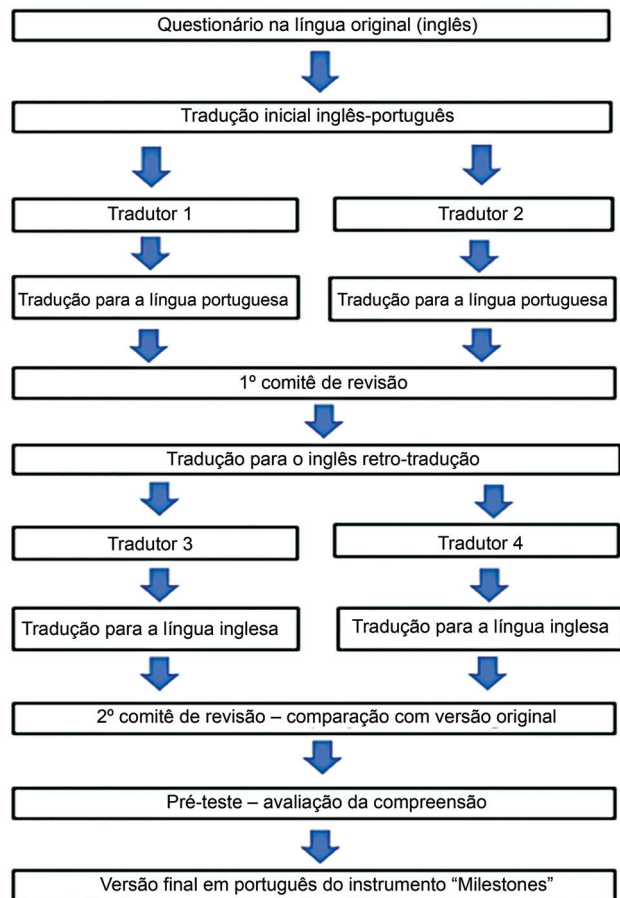 Questionário na língua original (inglês)
Tradução inicial inglês-português
Tradutor 1
Tradutor 2
Tradução para a língua portuguesa
Tradução para a língua portuguesa
1º comitê de revisão
Tradução para o inglês retro-tradução
Tradutor 3
Tradutor 4
Tradução para a língua inglesa
Tradução para a língua inglesa
2º comitê de revisão – comparação com versão original
Pré-teste – avaliação da compreensão
Versão final em português do instrumento “Milestones”